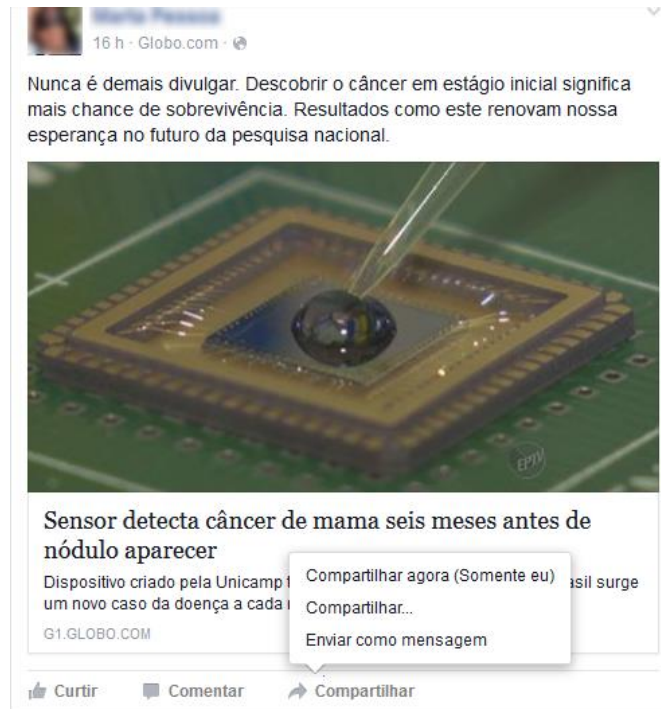 16 h · Globo.com ·
Nunca é demais divulgar. Descobrir o câncer em estágio inicial significa
mais chance de sobrevivência. Resultados como este renovam nossa
esperança no futuro da pesquisa nacional.
EPTV
Sensor detecta câncer de mama seis meses antes de
nódulo aparecer
Dispositivo criado pela Unicamp
surge
um novo caso da doença a cada
G1.GLOBO.COM
Compartilhar agora (Somente eu)
Compartilhar...
Enviar como mensagem
Curtir Comentar Compartilhar